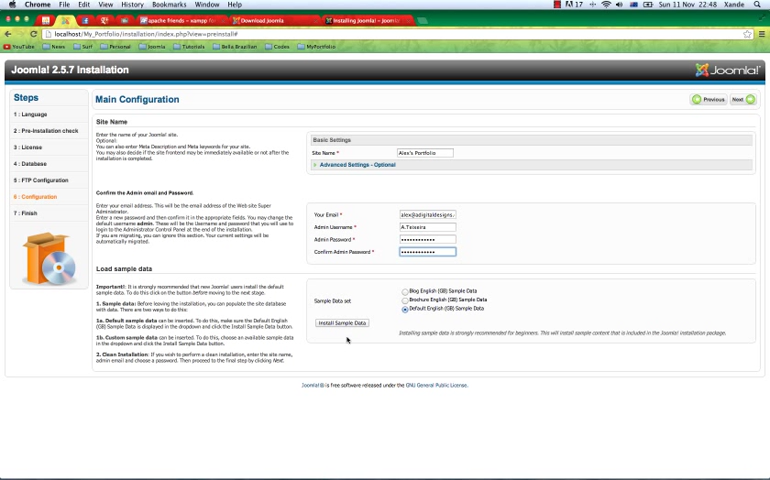 Chrome File Edit View History Bookmarks Window Help
17 Sun 11 Nov 22:48 Xande
apache friends - xampp Download Joomla Installing Joomla! — Joom
localhost/My_Portfolio/installation/index.php?view=preinstall#
YouTube News Surf Personal Joomla Tutorials Bella Brazilian Codes MyPortfolio
Joomla! 2.5.7 Installation
Joomla!
Steps
1 : Language
2 : Pre-Installation check
3 : License
4 : Database
5 : FTP Configuration
6 : Configuration
7 : Finish
Main Configuration
Previous Next
Site Name
Enter the name of your Joomla! site.
Optional:
You can also enter Meta Description and Meta keywords for your site.
You may also decide if the site frontend may be immediately available or not after the
installation is completed.
Basic Settings
Site Name * Alex's Portfolio
Advanced Settings - Optional
Confirm the Admin email and Password.
Enter your email address. This will be the email address of the Web site Super
Administrator.
Enter a new password and then confirm it in the appropriate fields. You may change the
default username admin. These will be the Username and password that you will use to
login to the Administrator Control Panel at the end of the installation.
If you are migrating, you can ignore this section. Your current settings will be
automatically migrated.
Your Email * alex@adigitaldesigns.
Admin Username * A.Teixeira
Admin Password *
Confirm Admin Password *
Load sample data
Important!: It is strongly recommended that new Joomla! users install the default
sample data. To do this click on the button before moving to the next stage.
1. Sample data: Before leaving the installation, you can populate the site database
with data. There are two ways to do this:
1a. Default sample data can be inserted. To do this, make sure the Default English
(GB) Sample Data is displayed in the dropdown and click the Install Sample Data button.
1b. Custom sample data can be inserted. To do this, choose an available sample data
in the dropdown and click the Install Sample Data button.
2. Clean Installation: If you wish to perform a clean installation, enter the site name,
admin email and choose a password. Then proceed to the final step by clicking Next.
Sample Data set
Blog English (GB) Sample Data
Brochure English (GB) Sample Data
Default English (GB) Sample Data
Install Sample Data
Installing sample data is strongly recommended for beginners. This will install sample content that is included in the Joomla! installation package.
Joomla! ® is free software released under the GNU General Public License.